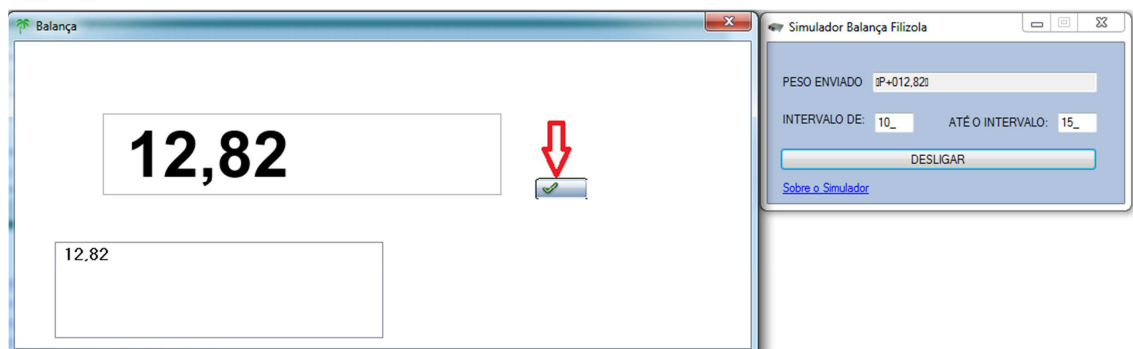 Balança
12,82
12,82
Simulador Balança Filizola
PESO ENVIADO ▯P+012,82▯
INTERVALO DE: 10_ ATÉ O INTERVALO: 15_
DESLIGAR
Sobre o Simulador